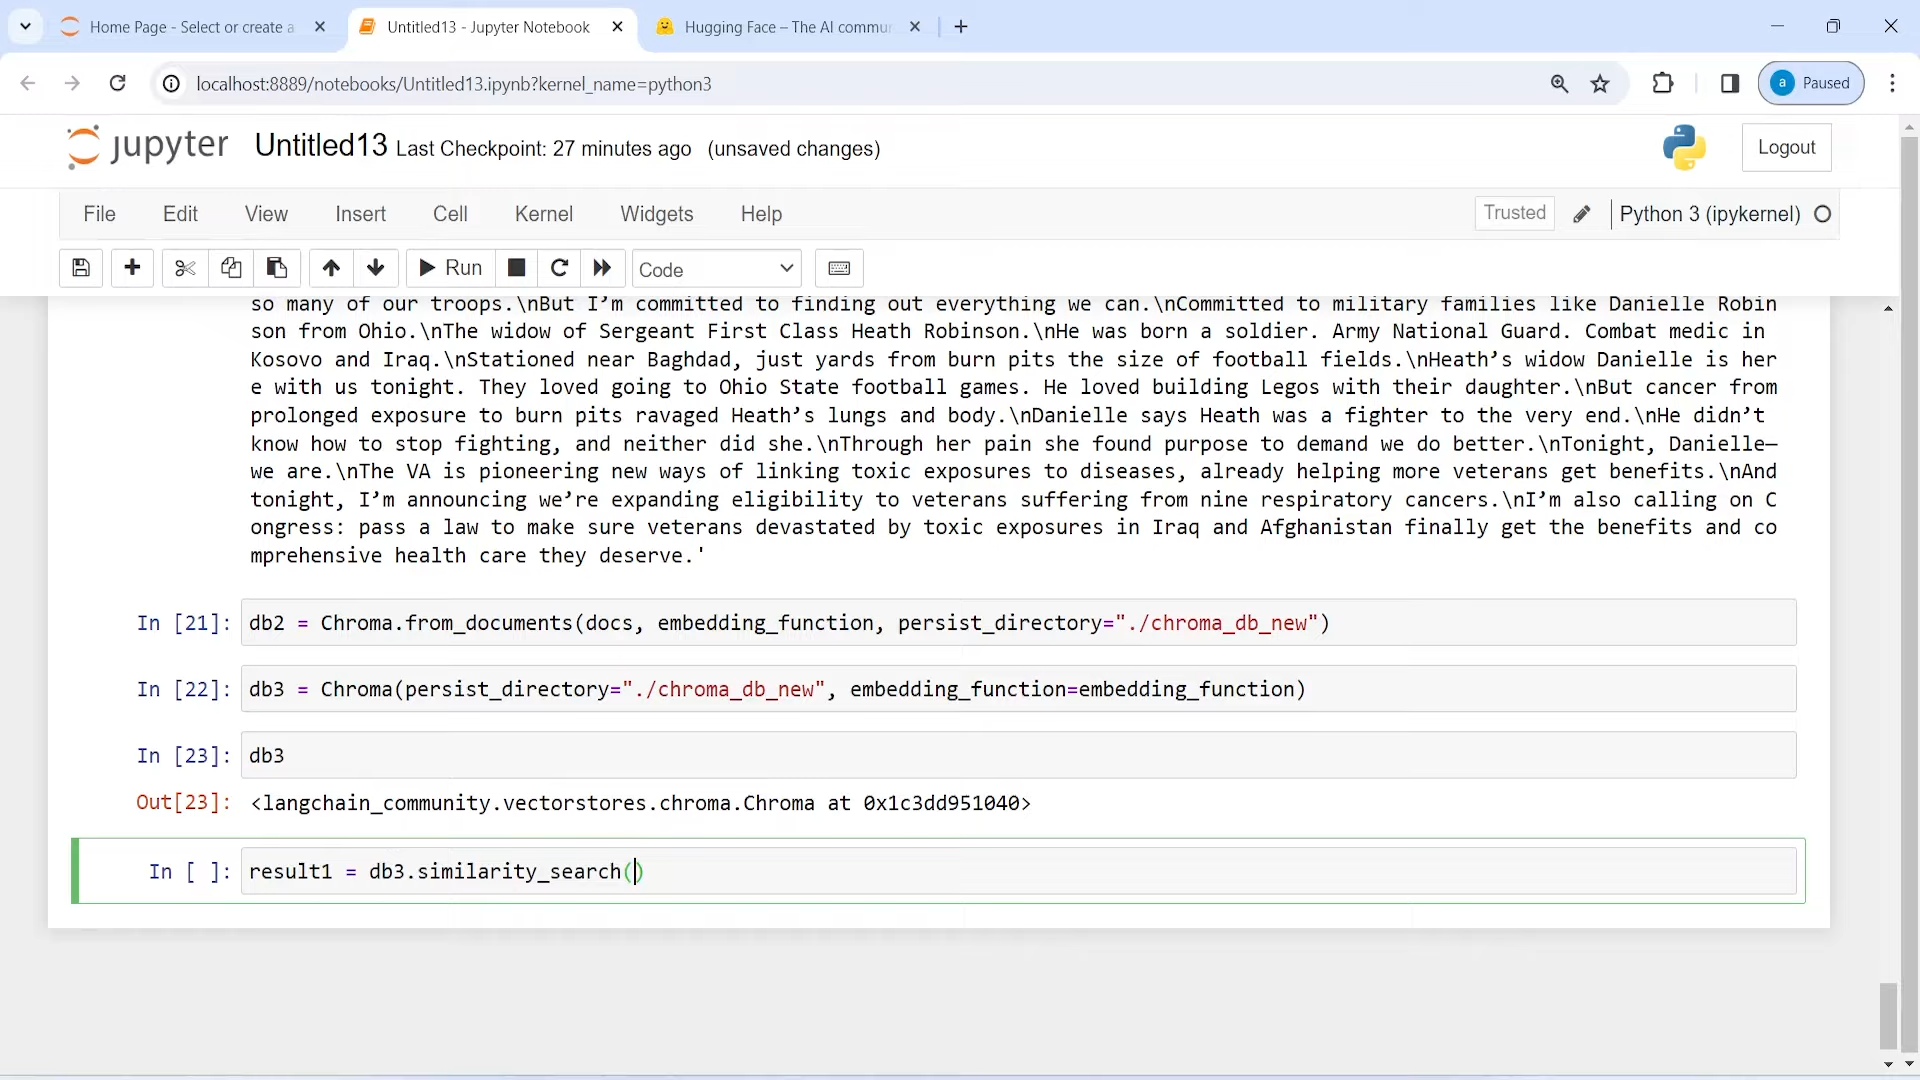 Home Page - Select or create a
Untitled13 - Jupyter Notebook
Hugging Face – The AI commu
localhost:8889/notebooks/Untitled13.ipynb?kernel_name=python3
a Paused
jupyter Untitled13 Last Checkpoint: 27 minutes ago (unsaved changes)
Logout
File Edit View Insert Cell Kernel Widgets Help
Trusted
Python 3 (ipykernel)
Run
Code
so many of our troops.\nBut I’m committed to finding out everything we can.\nCommitted to military families like Danielle Robin
son from Ohio.\nThe widow of Sergeant First Class Heath Robinson.\nHe was born a soldier. Army National Guard. Combat medic in
Kosovo and Iraq.\nStationed near Baghdad, just yards from burn pits the size of football fields.\nHeath’s widow Danielle is her
e with us tonight. They loved going to Ohio State football games. He loved building Legos with their daughter.\nBut cancer from
prolonged exposure to burn pits ravaged Heath’s lungs and body.\nDanielle says Heath was a fighter to the very end.\nHe didn’t
know how to stop fighting, and neither did she.\nThrough her pain she found purpose to demand we do better.\nTonight, Danielle—
we are.\nThe VA is pioneering new ways of linking toxic exposures to diseases, already helping more veterans get benefits.\nAnd
tonight, I’m announcing we’re expanding eligibility to veterans suffering from nine respiratory cancers.\nI’m also calling on C
ongress: pass a law to make sure veterans devastated by toxic exposures in Iraq and Afghanistan finally get the benefits and co
mprehensive health care they deserve.'
In [21]: db2 = Chroma.from_documents(docs, embedding_function, persist_directory="./chroma_db_new")
In [22]: db3 = Chroma(persist_directory="./chroma_db_new", embedding_function=embedding_function)
In [23]: db3
Out[23]: <langchain_community.vectorstores.chroma.Chroma at 0x1c3dd951040>
In [ ]: result1 = db3.similarity_search()